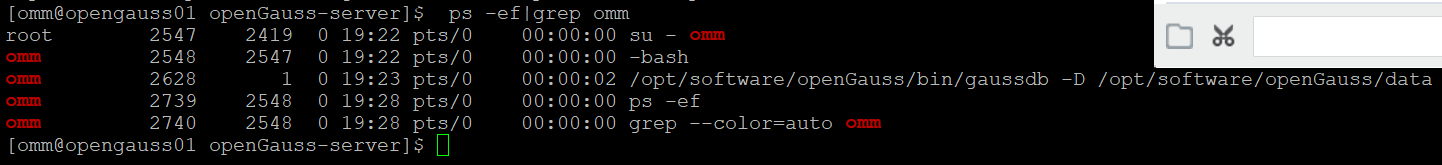 [omm@opengauss01 openGauss-server]$  ps -ef|grep omm
root      2547   2419  0 19:22 pts/0    00:00:00 su - omm
omm       2548   2547  0 19:22 pts/0    00:00:00 -bash
omm       2628      1  0 19:23 pts/0    00:00:02 /opt/software/openGauss/bin/gaussdb -D /opt/software/openGauss/data
omm       2739   2548  0 19:28 pts/0    00:00:00 ps -ef
omm       2740   2548  0 19:28 pts/0    00:00:00 grep --color=auto omm
[omm@opengauss01 openGauss-server]$